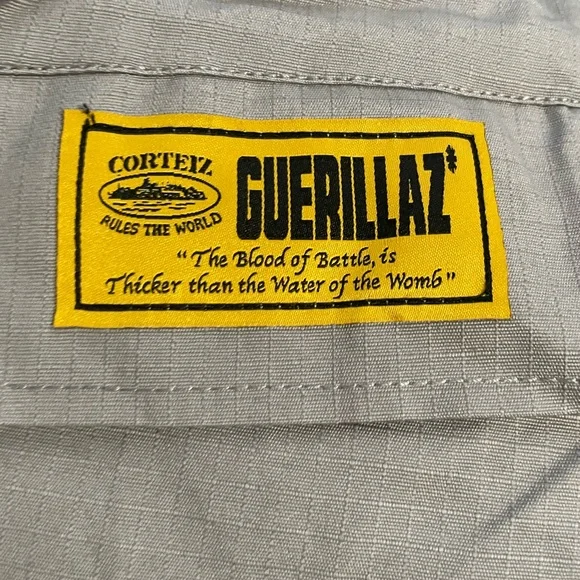 CORTEIZ
RULES THE WORLD
GUERILLAZ*
"The Blood of Battle, is
Thicker than the Water of the Womb"